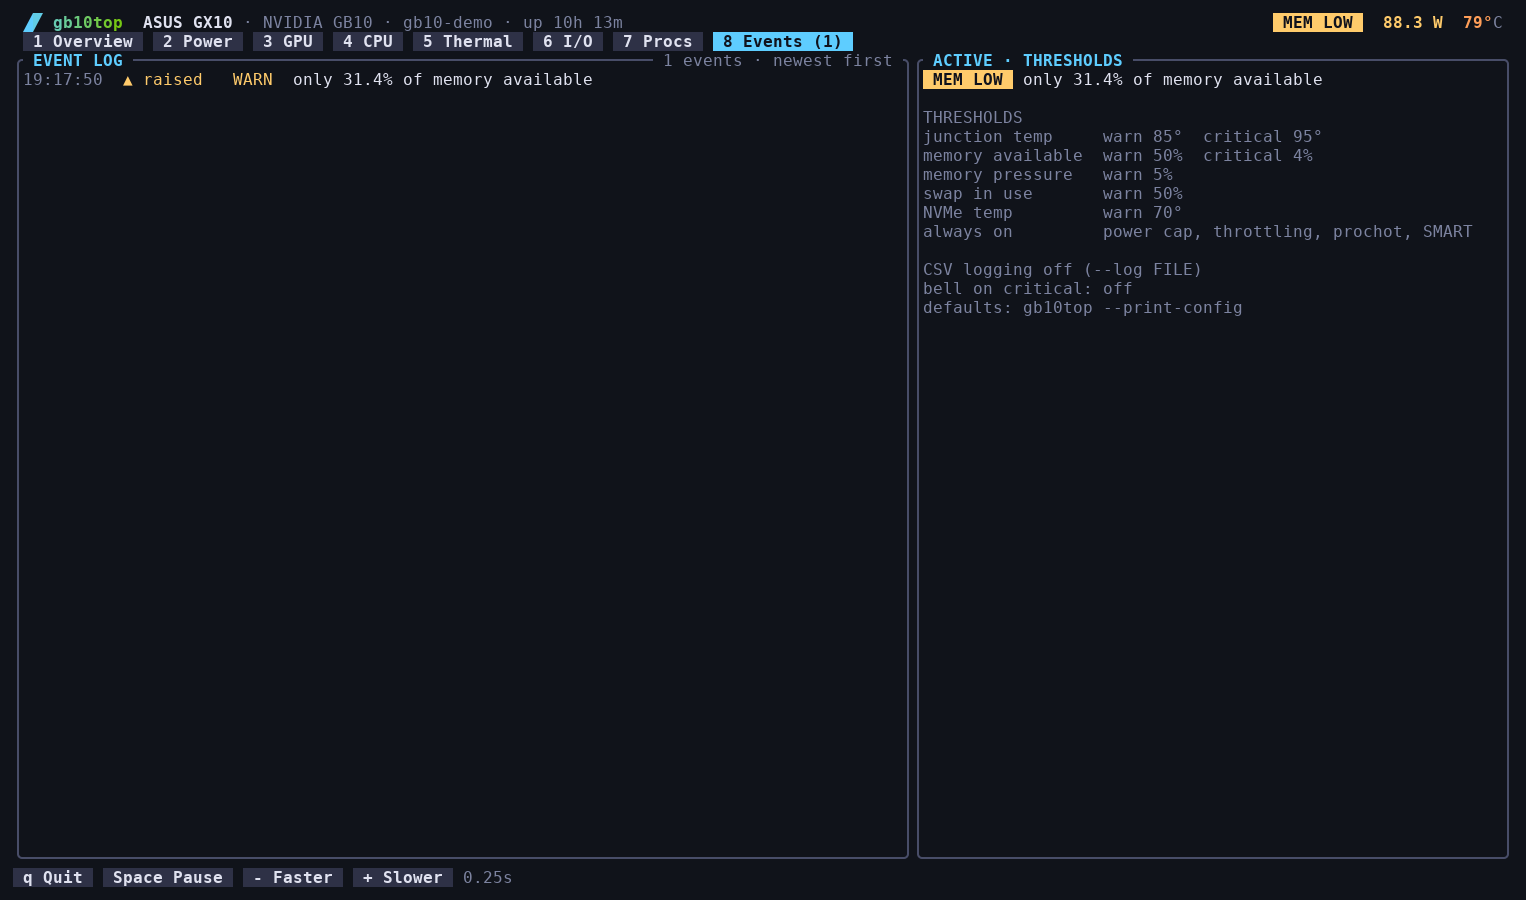 gb10top ASUS GX10 · NVIDIA GB10 · gb10-demo · up 10h 13m MEM LOW 88.3 W 79°C
1 Overview 2 Power 3 GPU 4 CPU 5 Thermal 6 I/O 7 Procs 8 Events (1)
EVENT LOG 1 events · newest first
19:17:50 ▲ raised WARN only 31.4% of memory available
ACTIVE · THRESHOLDS
MEM LOW only 31.4% of memory available
THRESHOLDS
junction temp warn 85° critical 95°
memory available warn 50% critical 4%
memory pressure warn 5%
swap in use warn 50%
NVMe temp warn 70°
always on power cap, throttling, prochot, SMART
CSV logging off (--log FILE)
bell on critical: off
defaults: gb10top --print-config
q Quit Space Pause - Faster + Slower 0.25s